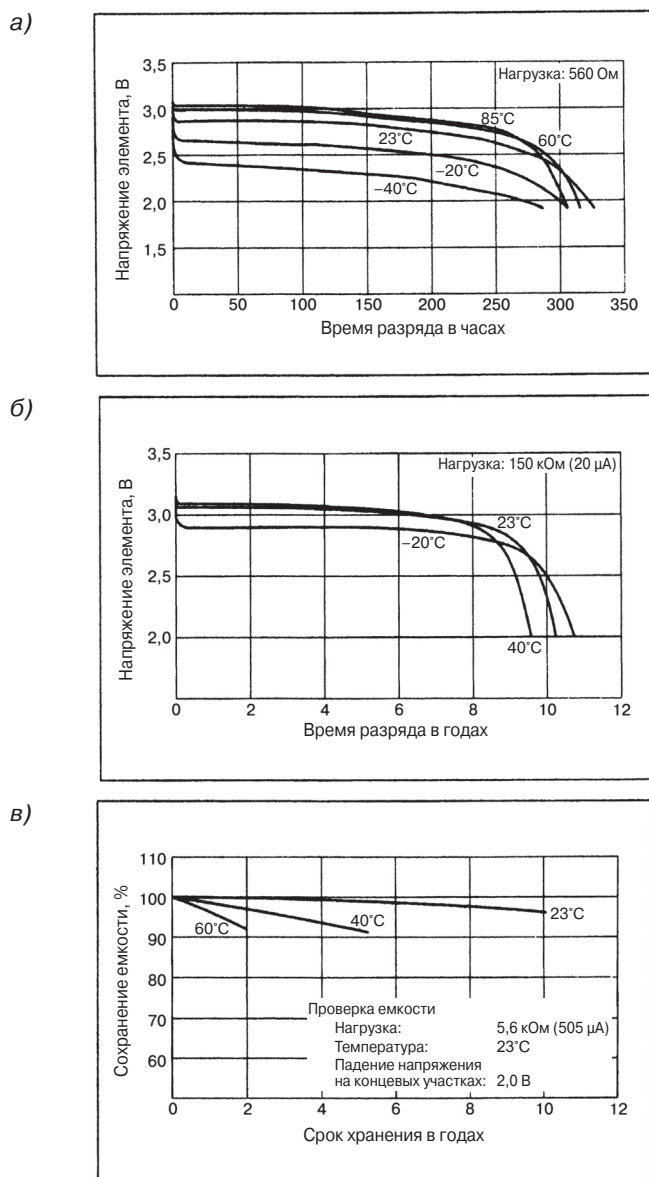 а)
3,5
3,0
2,5
2,0
1,5
Напряжение элемента, В
Нагрузка: 560 Ом
85°C
60°C
23°C
–20°C
–40°C
0 50 100 150 200 250 300 350
Время разряда в часах
б)
3,5
3,0
2,5
2,0
Напряжение элемента, В
Нагрузка: 150 кОм (20 μA)
23°C
–20°C
40°C
0 2 4 6 8 10 12
Время разряда в годах
в)
110
100
90
80
70
60
Сохранение емкости, %
60°C
40°C
23°C
Проверка емкости
Нагрузка: 5,6 кОм (505 μA)
Температура: 23°C
Падение напряжения
на концевых участках: 2,0 В
0 2 4 6 8 10 12
Срок хранения в годах